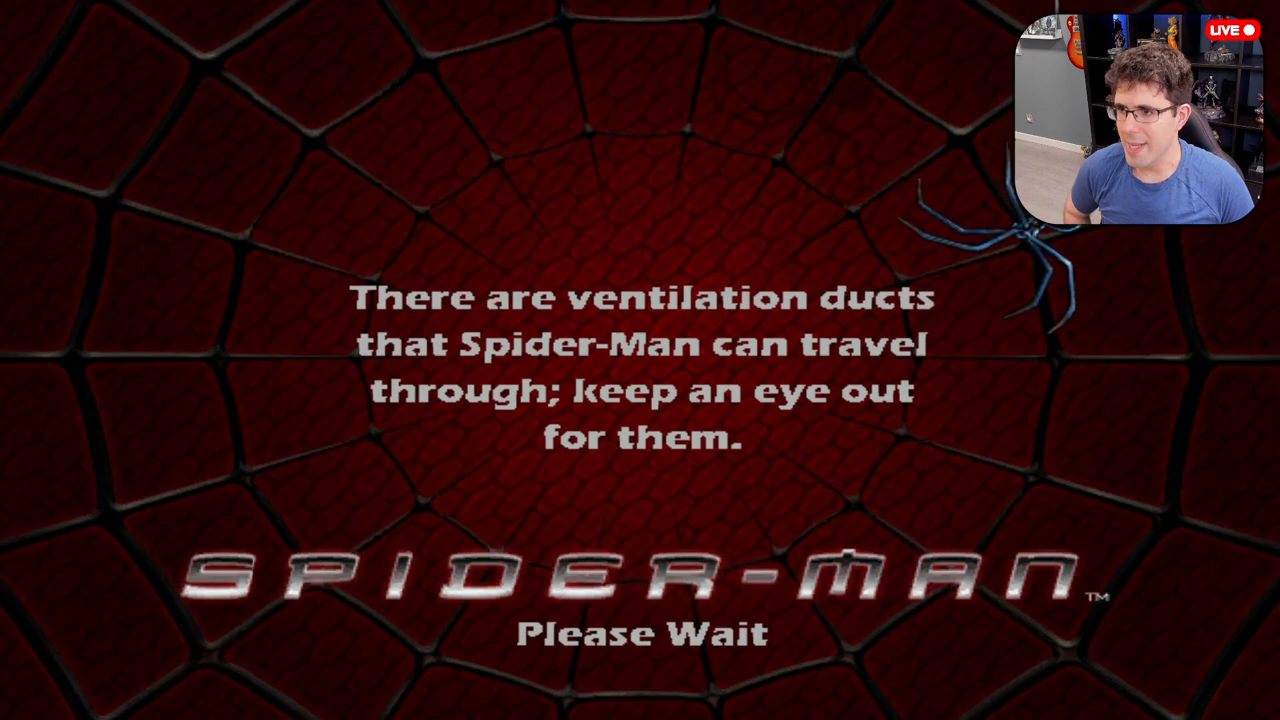 LIVE
There are ventilation ducts
that Spider-Man can travel
through; keep an eye out
for them.
SPIDER-MAN™
Please Wait